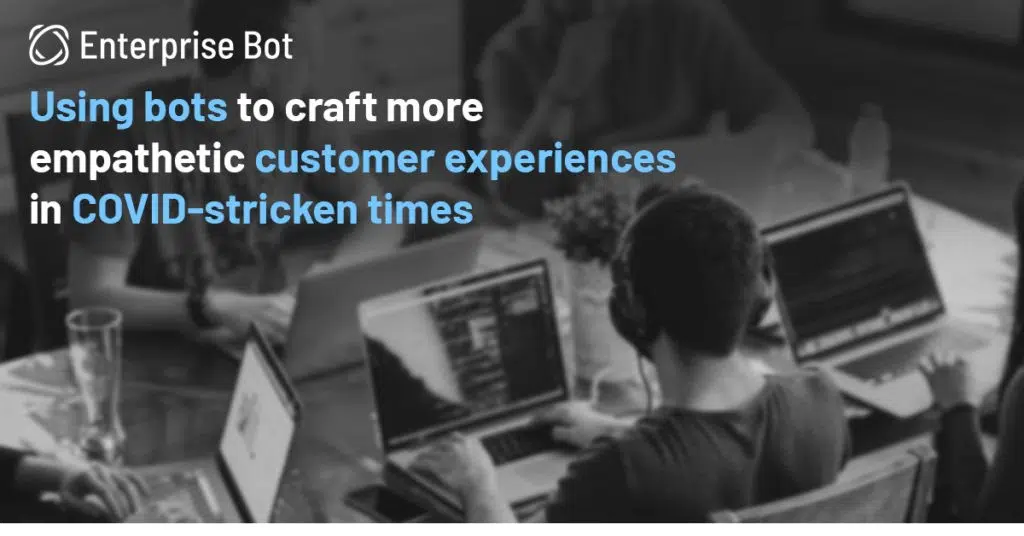 Enterprise Bot
Using bots to craft more
empathetic customer experiences
in COVID-stricken times